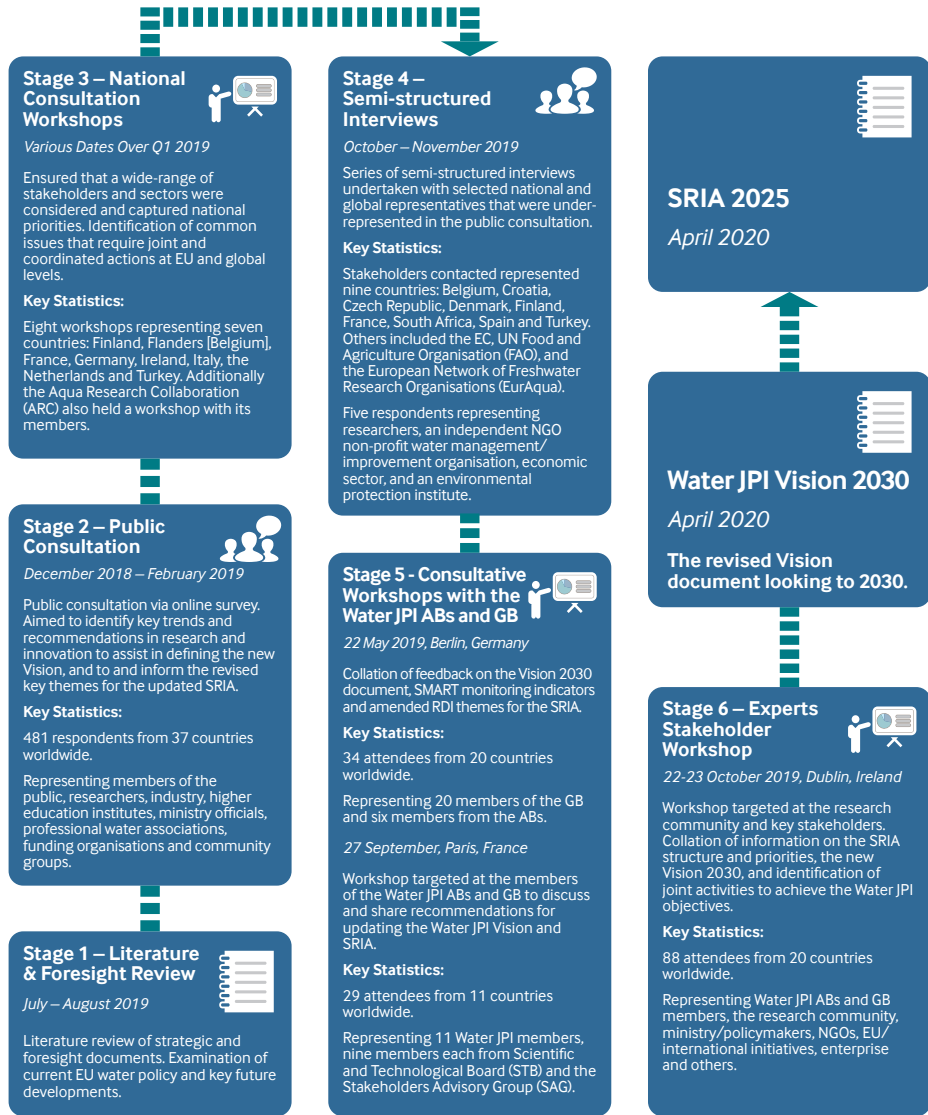 Stage 3 – National
Consultation
Workshops
Various Dates Over Q1 2019
Ensured that a wide-range of
stakeholders and sectors were
considered and captured national
priorities. Identification of common
issues that require joint and
coordinated actions at EU and global
levels.
Key Statistics:
Eight workshops representing seven
countries: Finland, Flanders [Belgium],
France, Germany, Ireland, Italy, the
Netherlands and Turkey. Additionally
the Aqua Research Collaboration
(ARC) also held a workshop with its
members.
Stage 2 – Public
Consultation
December 2018 – February 2019
Public consultation via online survey.
Aimed to identify key trends and
recommendations in research and
innovation to assist in defining the new
Vision, and to and inform the revised
key themes for the updated SRIA.
Key Statistics:
481 respondents from 37 countries
worldwide.
Representing members of the
public, researchers, industry, higher
education institutes, ministry officials,
professional water associations,
funding organisations and community
groups.
Stage 1 – Literature
& Foresight Review
July – August 2019
Literature review of strategic and
foresight documents. Examination of
current EU water policy and key future
developments.
Stage 4 –
Semi-structured
Interviews
October – November 2019
Series of semi-structured interviews
undertaken with selected national and
global representatives that were under-
represented in the public consultation.
Key Statistics:
Stakeholders contacted represented
nine countries: Belgium, Croatia,
Czech Republic, Denmark, Finland,
France, South Africa, Spain and Turkey.
Others included the EC, UN Food and
Agriculture Organisation (FAO), and
the European Network of Freshwater
Research Organisations (EurAqua).
Five respondents representing
researchers, an independent NGO
non-profit water management/
improvement organisation, economic
sector, and an environmental
protection institute.
Stage 5 - Consultative
Workshops with the
Water JPI ABs and GB
22 May 2019, Berlin, Germany
Collation of feedback on the Vision 2030
document, SMART monitoring indicators
and amended RDI themes for the SRIA.
Key Statistics:
34 attendees from 20 countries
worldwide.
Representing 20 members of the GB
and six members from the ABs.
27 September, Paris, France
Workshop targeted at the members
of the Water JPI ABs and GB to discuss
and share recommendations for
updating the Water JPI Vision and
SRIA.
Key Statistics:
29 attendees from 11 countries
worldwide.
Representing 11 Water JPI members,
nine members each from Scientific
and Technological Board (STB) and the
Stakeholders Advisory Group (SAG).
SRIA 2025
April 2020
Water JPI Vision 2030
April 2020
The revised Vision
document looking to 2030.
Stage 6 – Experts
Stakeholder
Workshop
22-23 October 2019, Dublin, Ireland
Workshop targeted at the research
community and key stakeholders.
Collation of information on the SRIA
structure and priorities, the new
Vision 2030, and identification of
joint activities to achieve the Water JPI
objectives.
Key Statistics:
88 attendees from 20 countries
worldwide.
Representing Water JPI ABs and GB
members, the research community,
ministry/policymakers, NGOs, EU/
international initiatives, enterprise
and others.